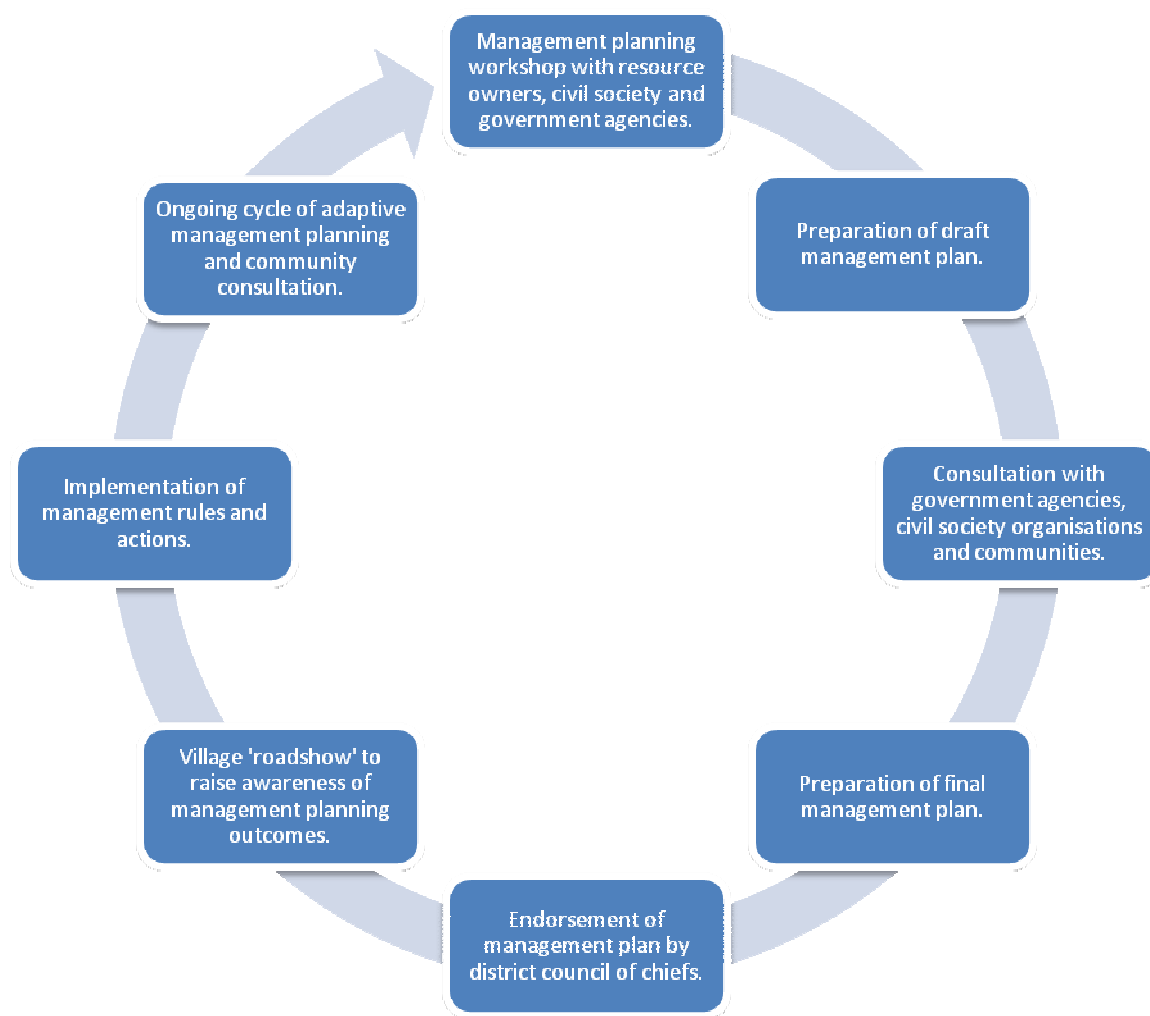 Management planning
workshop with resource
owners, civil society and
government agencies.
Preparation of draft
management plan.
Consultation with
government agencies,
civil society organisations
and communities.
Preparation of final
management plan.
Endorsement of
management plan by
district council of chiefs.
Village 'roadshow' to
raise awareness of
management planning
outcomes.
Implementation of
management rules and
actions.
Ongoing cycle of adaptive
management planning
and community
consultation.